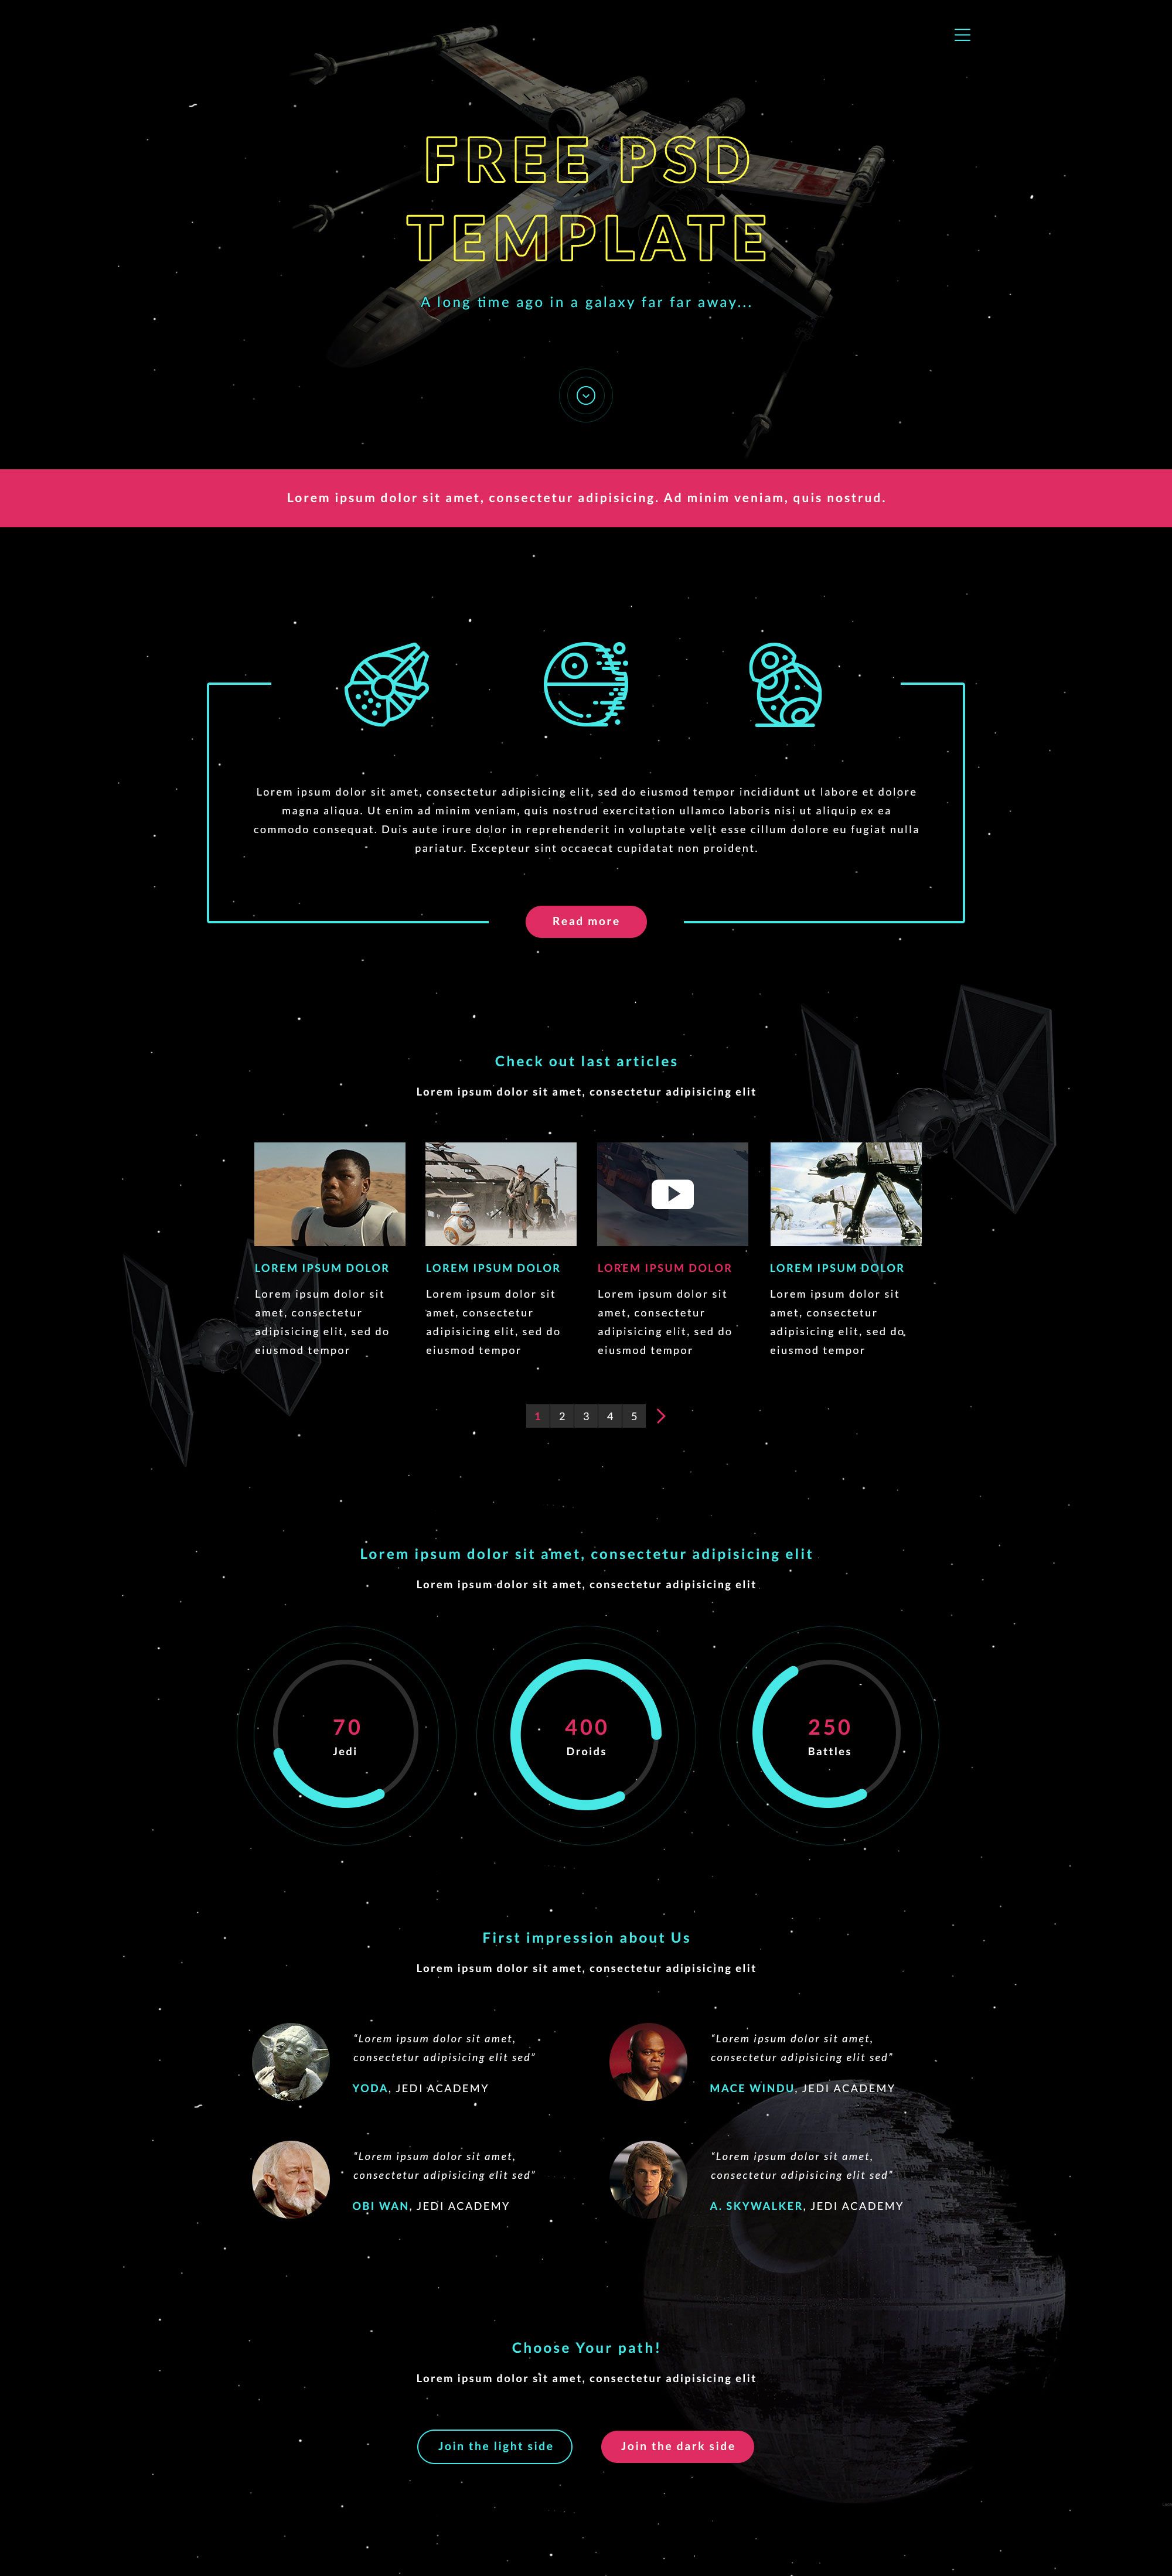 FREE PSD
TEMPLATE
A long time ago in a galaxy far far away...
Lorem ipsum dolor sit amet, consectetur adipisicing. Ad minim veniam, quis nostrud.
Lorem ipsum dolor sit amet, consectetur adipisicing elit, sed do eiusmod tempor incididunt ut labore et dolore
magna aliqua. Ut enim ad minim veniam, quis nostrud exercitation ullamco laboris nisi ut aliquip ex ea
commodo consequat. Duis aute irure dolor in reprehenderit in voluptate velit esse cillum dolore eu fugiat nulla
pariatur. Excepteur sint occaecat cupidatat non proident.
Read more
Check out last articles
Lorem ipsum dolor sit amet, consectetur adipisicing elit
LOREM IPSUM DOLOR
Lorem ipsum dolor sit
amet, consectetur
adipisicing elit, sed do
eiusmod tempor
LOREM IPSUM DOLOR
Lorem ipsum dolor sit
amet, consectetur
adipisicing elit, sed do
eiusmod tempor
LOREM IPSUM DOLOR
Lorem ipsum dolor sit
amet, consectetur
adipisicing elit, sed do
eiusmod tempor
LOREM IPSUM DOLOR
Lorem ipsum dolor sit
amet, consectetur
adipisicing elit, sed do
eiusmod tempor
1 2 3 4 5
Lorem ipsum dolor sit amet, consectetur adipisicing elit
Lorem ipsum dolor sit amet, consectetur adipisicing elit
70
Jedi
400
Droids
250
Battles
First impression about Us
Lorem ipsum dolor sit amet, consectetur adipisicing elit
“Lorem ipsum dolor sit amet,
consectetur adipisicing elit sed”
YODA, JEDI ACADEMY
“Lorem ipsum dolor sit amet,
consectetur adipisicing elit sed”
MACE WINDU, JEDI ACADEMY
“Lorem ipsum dolor sit amet,
consectetur adipisicing elit sed”
OBI WAN, JEDI ACADEMY
“Lorem ipsum dolor sit amet,
consectetur adipisicing elit sed”
A. SKYWALKER, JEDI ACADEMY
Choose Your path!
Lorem ipsum dolor sit amet, consectetur adipisicing elit
Join the light side
Join the dark side